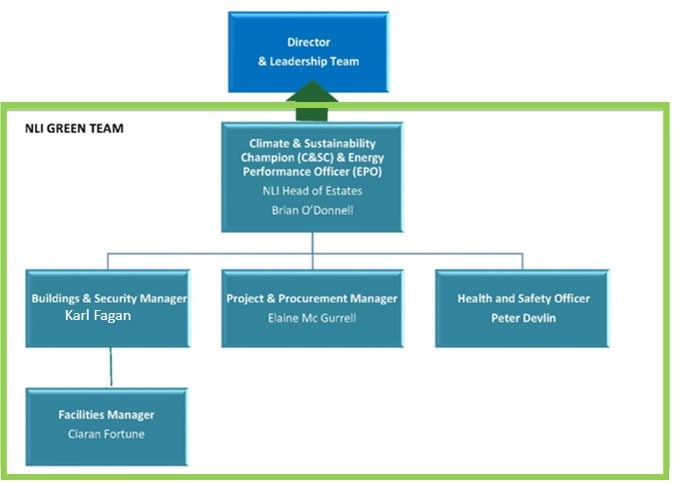 Director
& Leadership Team
NLI GREEN TEAM
Climate & Sustainability
Champion (C&SC) & Energy
Performance Officer (EPO)
NLI Head of Estates
Brian O'Donnell
Buildings & Security Manager
Karl Fagan
Project & Procurement Manager
Elaine Mc Gurrell
Health and Safety Officer
Peter Devlin
Facilities Manager
Ciaran Fortune